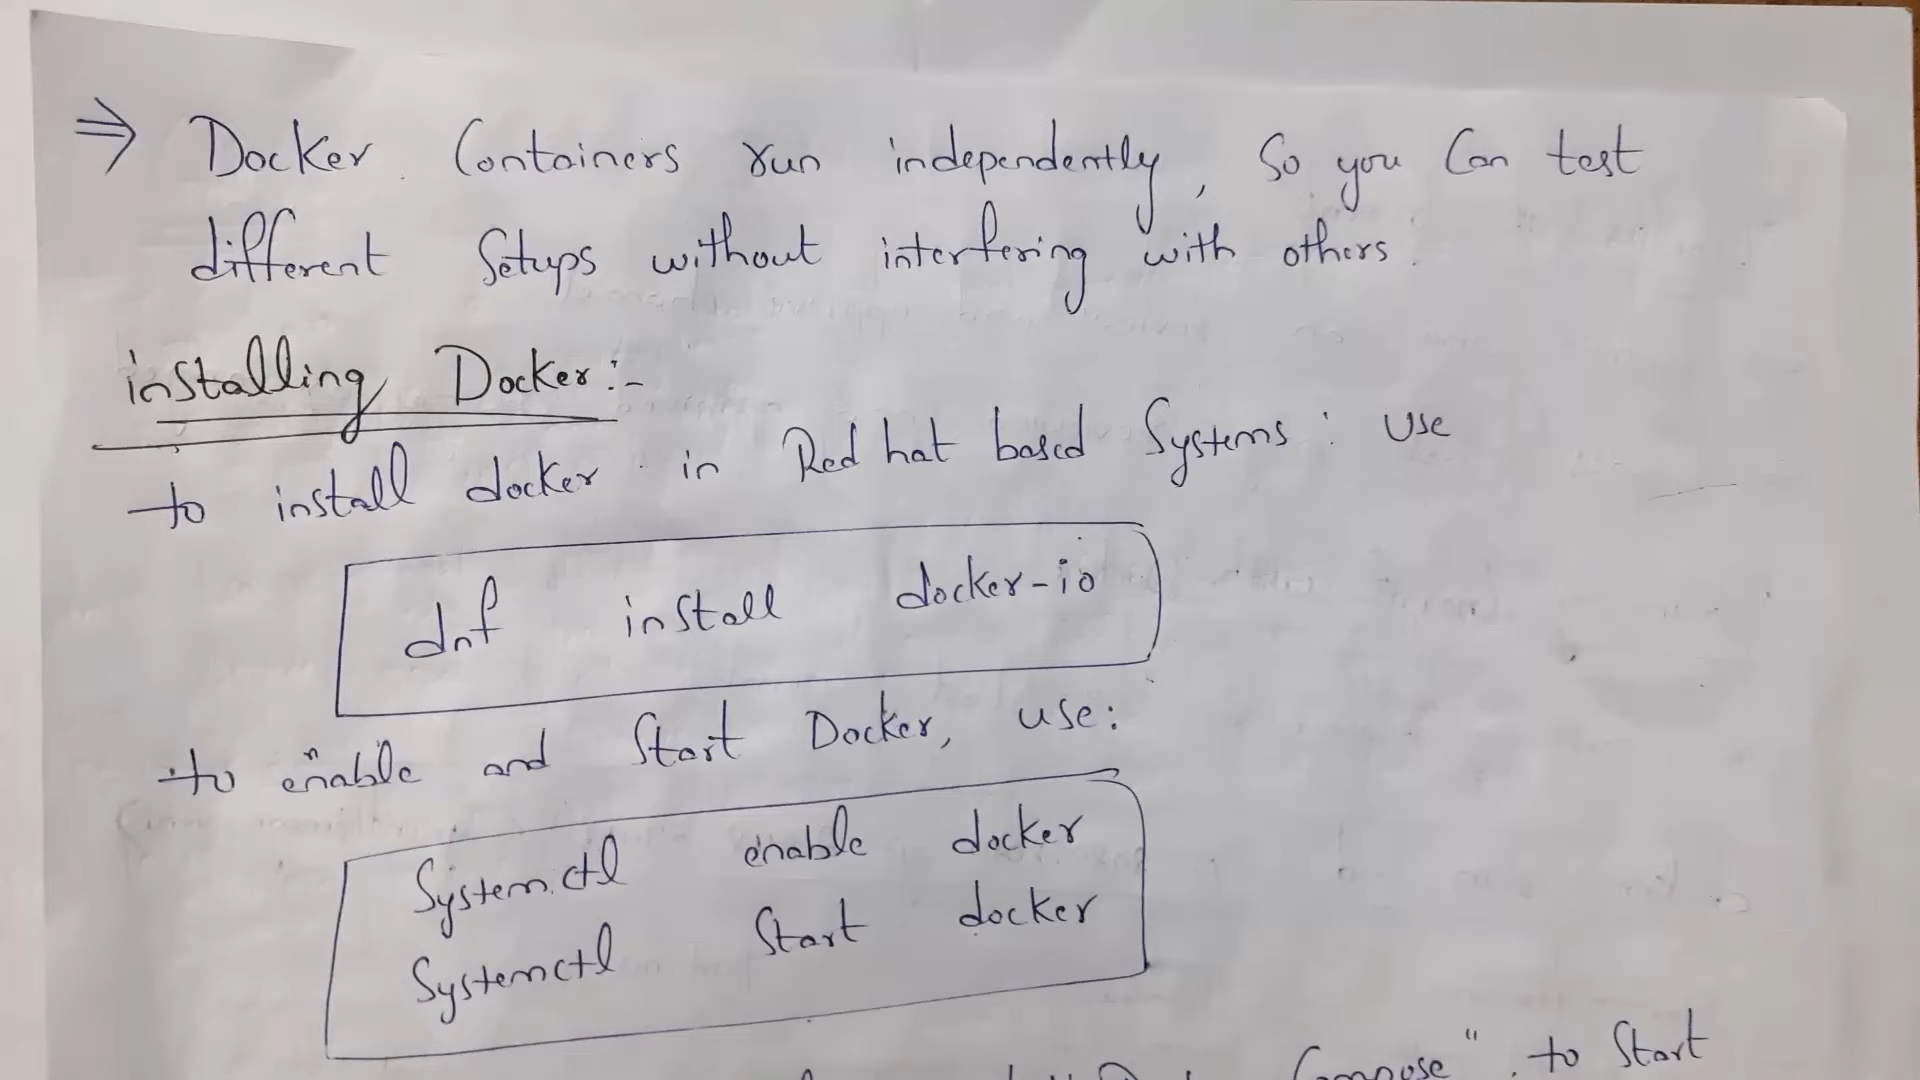 ⇒ Docker Containers run independently, So you Can test
different Setups without interfering with others.
installing Docker:-
to install docker in Red hat based Systems: use
dnf install docker-io
to enable and Start Docker, use:
Systemctl enable docker
Systemctl Start docker
Compose", to Start